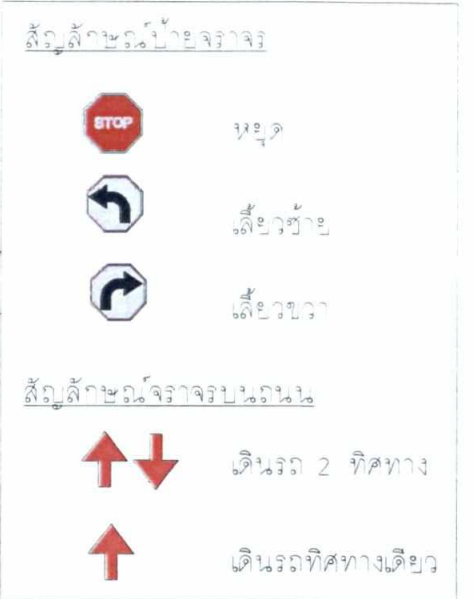 สัญลักษณ์ป้ายจราจร
STOP
หยุด
เลี้ยวซ้าย
เลี้ยวขวา
สัญลักษณ์จราจรบนถนน
เดินรถ 2 ทิศทาง
เดินรถทิศทางเดียว